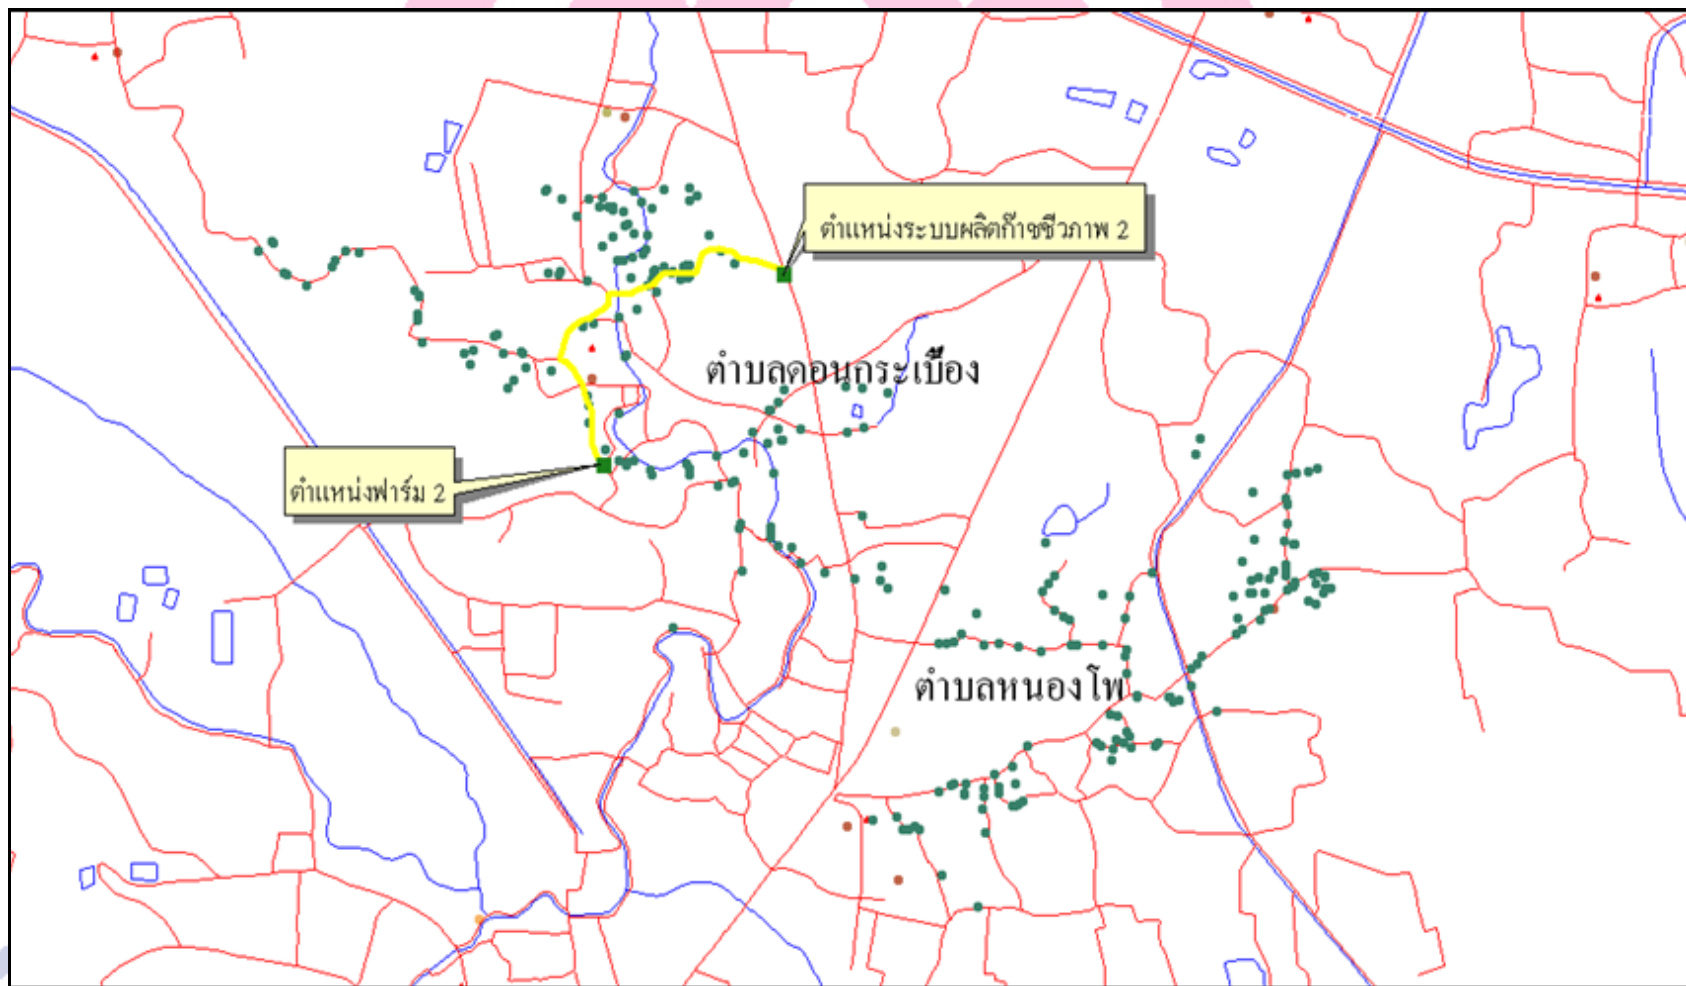 ตำแหน่งระบบผลิตก๊าซชีวภาพ 2
ตำบลดอนกระเบื้อง
ตำแหน่งฟาร์ม 2
ตำบลหนองโพ